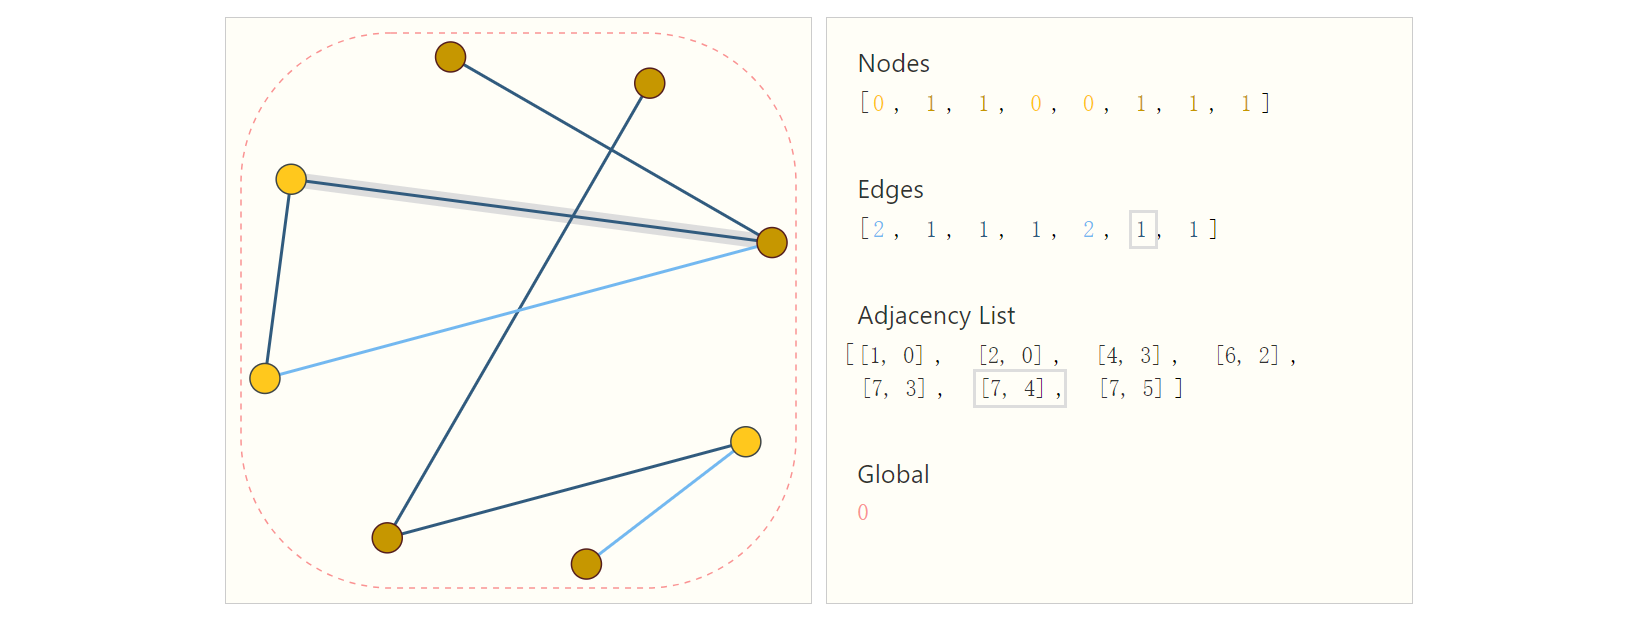 Nodes
[0, 1, 1, 0, 0, 1, 1, 1]
Edges
[2, 1, 1, 1, 2, 1, 1]
Adjacency List
[[1, 0], [2, 0], [4, 3], [6, 2],
[7, 3], [7, 4], [7, 5]]
Global
0